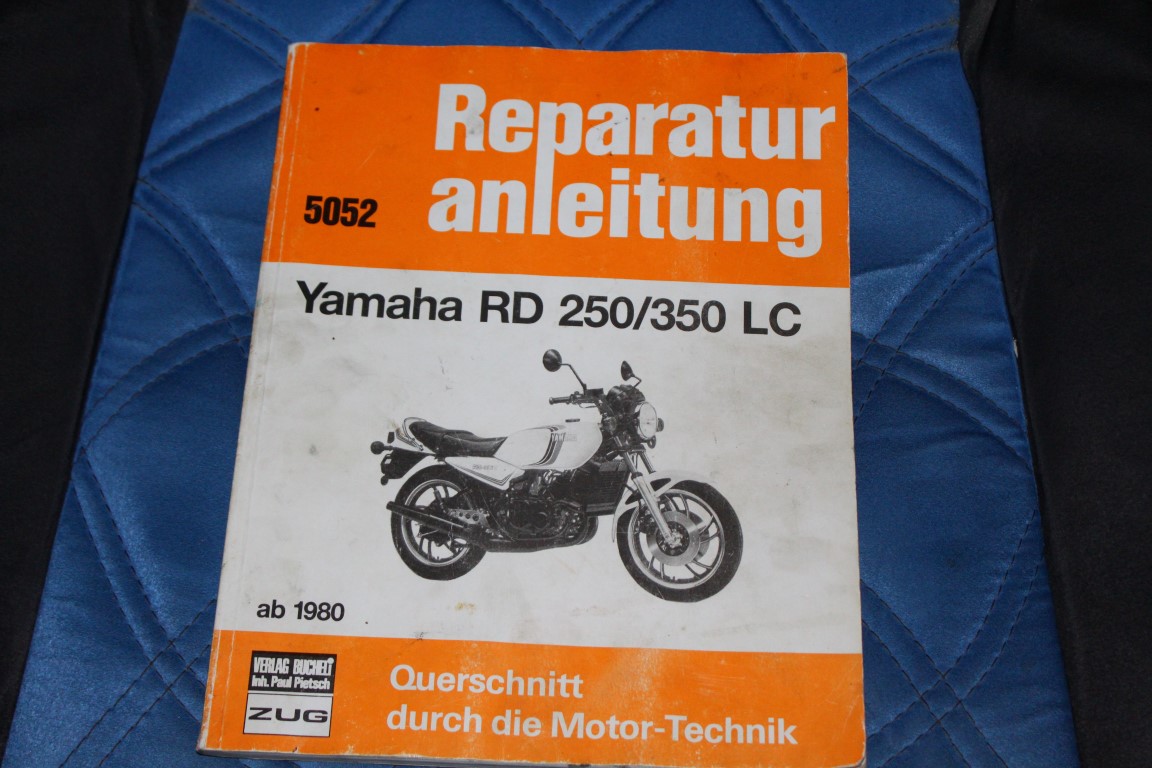 Reparatur
anleitung
5052
Yamaha RD 250/350 LC
ab 1980
VERLAG BUCHELI
Inh. Paul Pietsch
ZUG
Querschnitt
durch die Motor-Technik